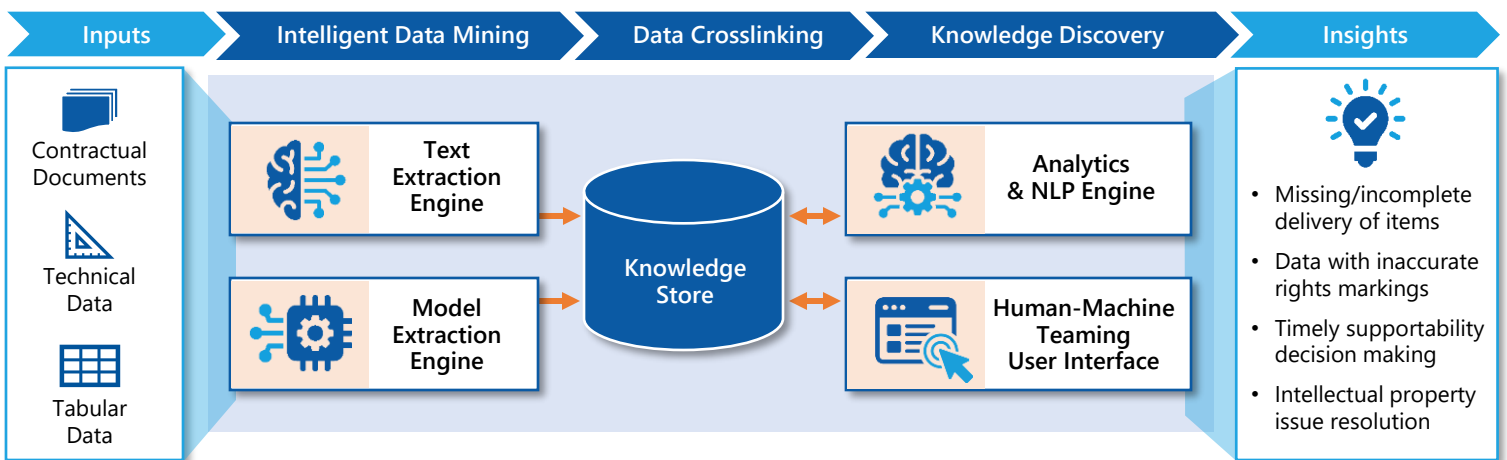 Inputs
Intelligent Data Mining
Data Crosslinking
Knowledge Discovery
Insights
Contractual
Documents
Technical
Data
Tabular
Data
Text
Extraction
Engine
Model
Extraction
Engine
Knowledge
Store
Analytics
& NLP Engine
Human-Machine
Teaming
User Interface
• Missing/incomplete
delivery of items
• Data with inaccurate
rights markings
• Timely supportability
decision making
• Intellectual property
issue resolution